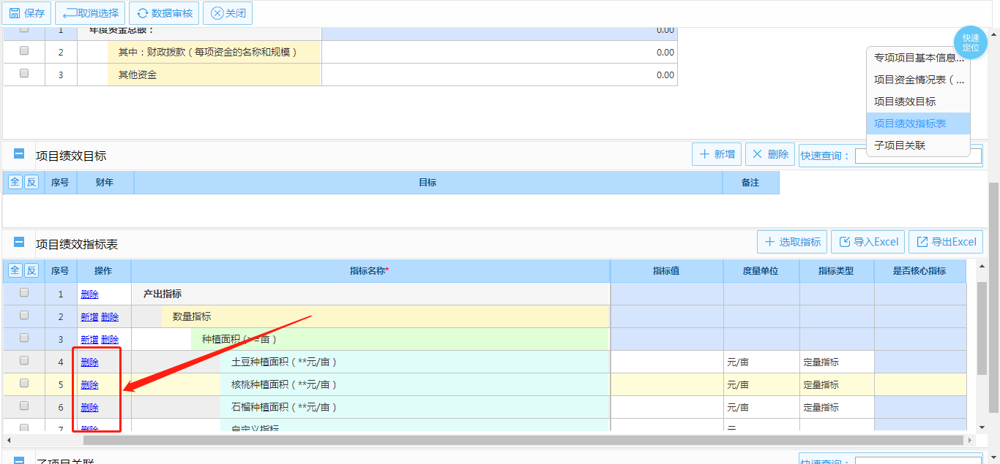 保存 取消选择 数据审核 关闭
快速
定位
1 年度资金总额： 0.00
2 其中：财政拨款（每项资金的名称和规模） 0.00
3 其他资金 0.00
专项项目基本信息...
项目资金情况表（...
项目绩效目标
项目绩效指标表
子项目关联
项目绩效目标 新增 删除 快速查询：
全 反 序号 财年 目标 备注
项目绩效指标表 选取指标 导入Excel 导出Excel
全 反 序号 操作 指标名称* 指标值 度量单位 指标类型 是否核心指标
1 删除 产出指标
2 新增 删除 数量指标
3 新增 删除 种植面积（>=亩）
4 删除 土豆种植面积（**元/亩） 元/亩 定量指标
5 删除 核桃种植面积（**元/亩） 元/亩 定量指标
6 删除 石榴种植面积（**元/亩） 元/亩 定量指标
7 删除 自定义指标 元
子项目关联 快速查询：